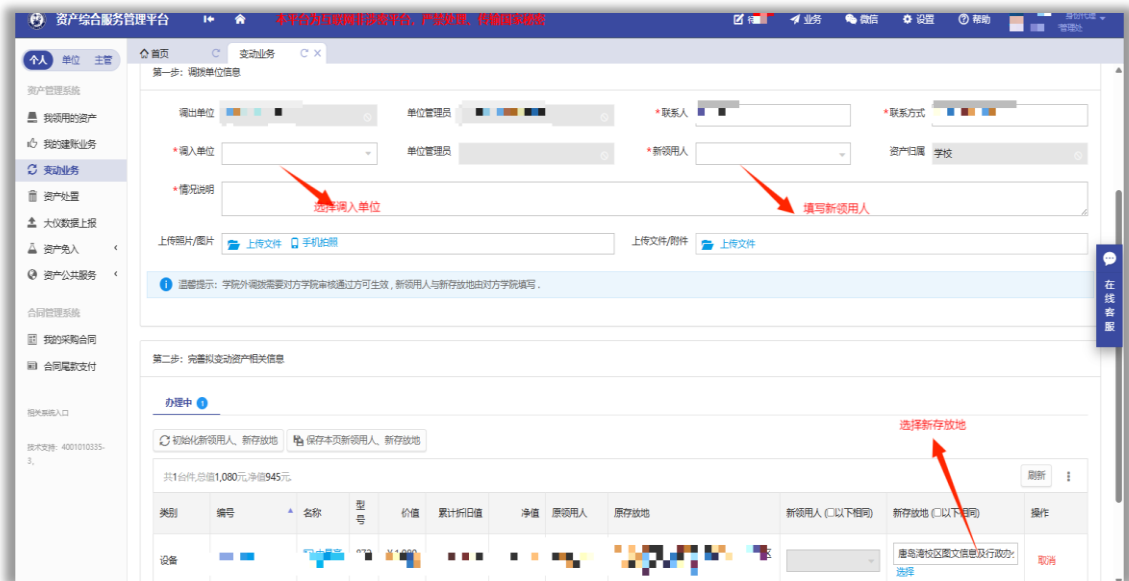 资产综合服务管理平台 本平台为互联网非涉密平台，严禁处理、传输国家秘密 业务 微信 设置 帮助 身份代理
管理处
个人 单位 主管
首页 变动业务
第一步：调拨单位信息
资产管理系统
我领用的资产
我的建账业务
变动业务
资产处置
大仪数据上报
资产免入
资产公共服务
合同管理系统
我的采购合同
合同尾款支付
相关系统入口
技术支持：4001010335-
3。
调出单位 单位管理员 *联系人 *联系方式
*调入单位 单位管理员 *新领用人 资产归属 学校
*情况说明
选择调入单位 填写新领用人
上传照片/图片 上传文件 手机拍照 上传文件/附件 上传文件
温馨提示：学院外调拨需要对方学院审核通过方可生效，新领用人与新存放地由对方学院填写．
在线客服
第二步：完善拟变动资产相关信息
办理中 1
选择新存放地
初始化新领用人、新存放地 保存本页新领用人、新存放地
共1台件,总值1,080元,净值945元. 刷新
类别 编号 名称 型号 价值 累计折旧值 净值 原领用人 原存放地 新领用人 (□以下相同) 新存放地 (□以下相同) 操作
设备 区 唐岛湾校区图文信息及行政办 取消
选择